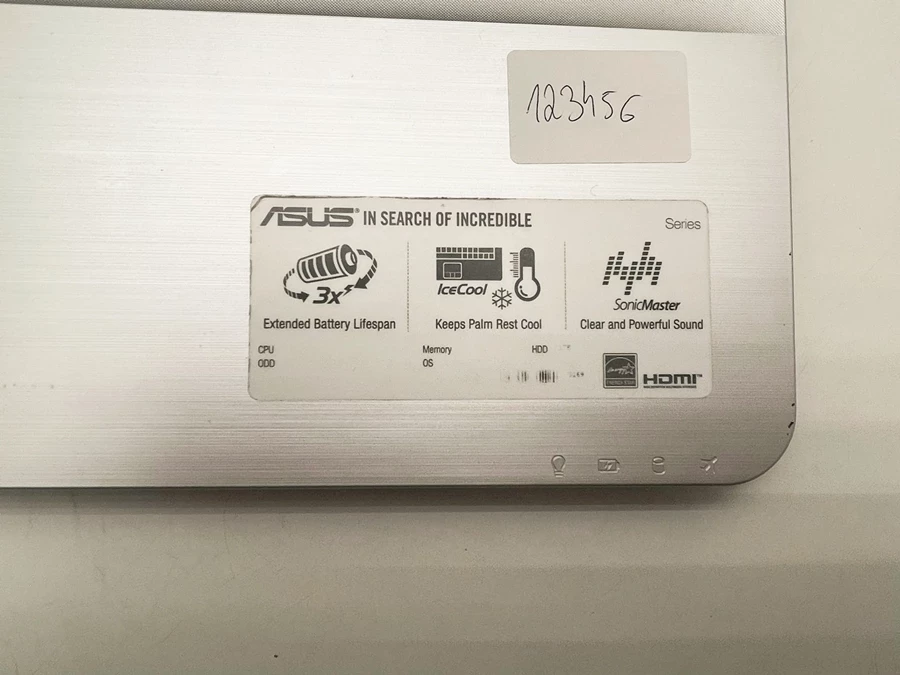 123456
ASUS® IN SEARCH OF INCREDIBLE
Series
3x
IceCool
SonicMaster
Extended Battery Lifespan
Keeps Palm Rest Cool
Clear and Powerful Sound
CPU
Memory
HDD
ODD
OS
HDMI™